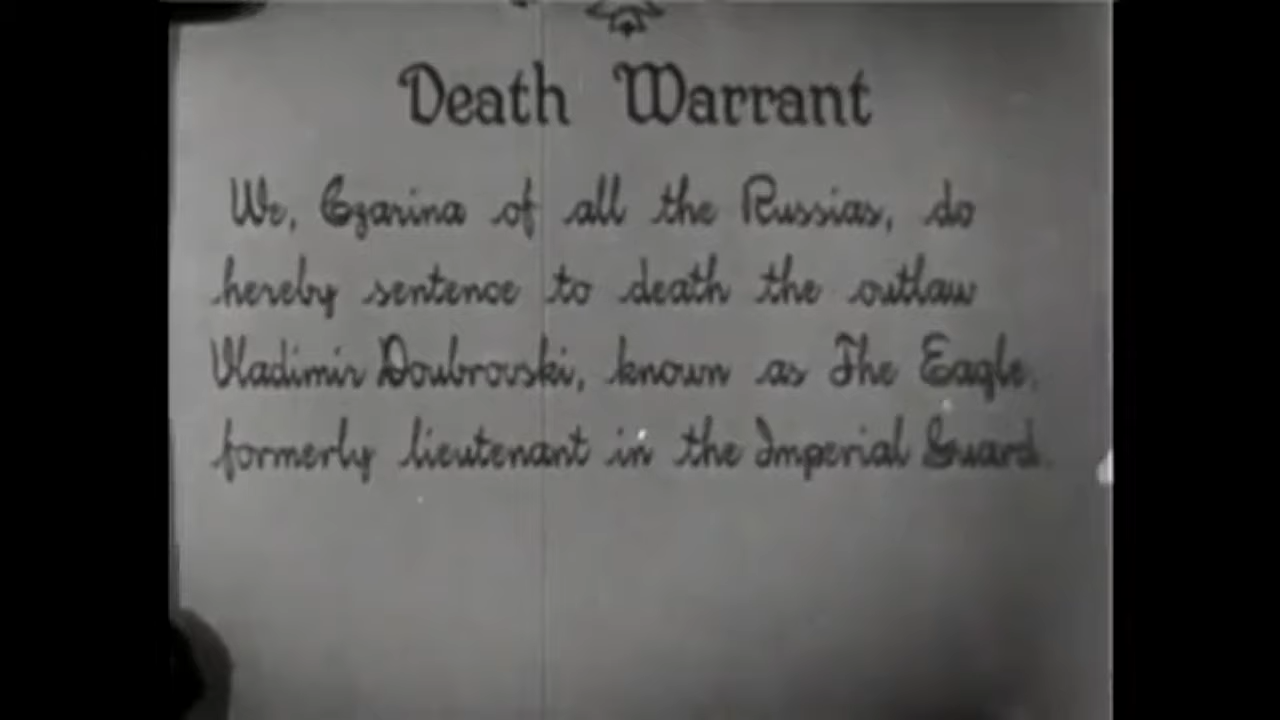 Death Warrant
We, Czarina of all the Russias, do
hereby sentence to death the outlaw
Vladimir Doubrovski, known as The Eagle,
formerly lieutenant in the Imperial Guard.